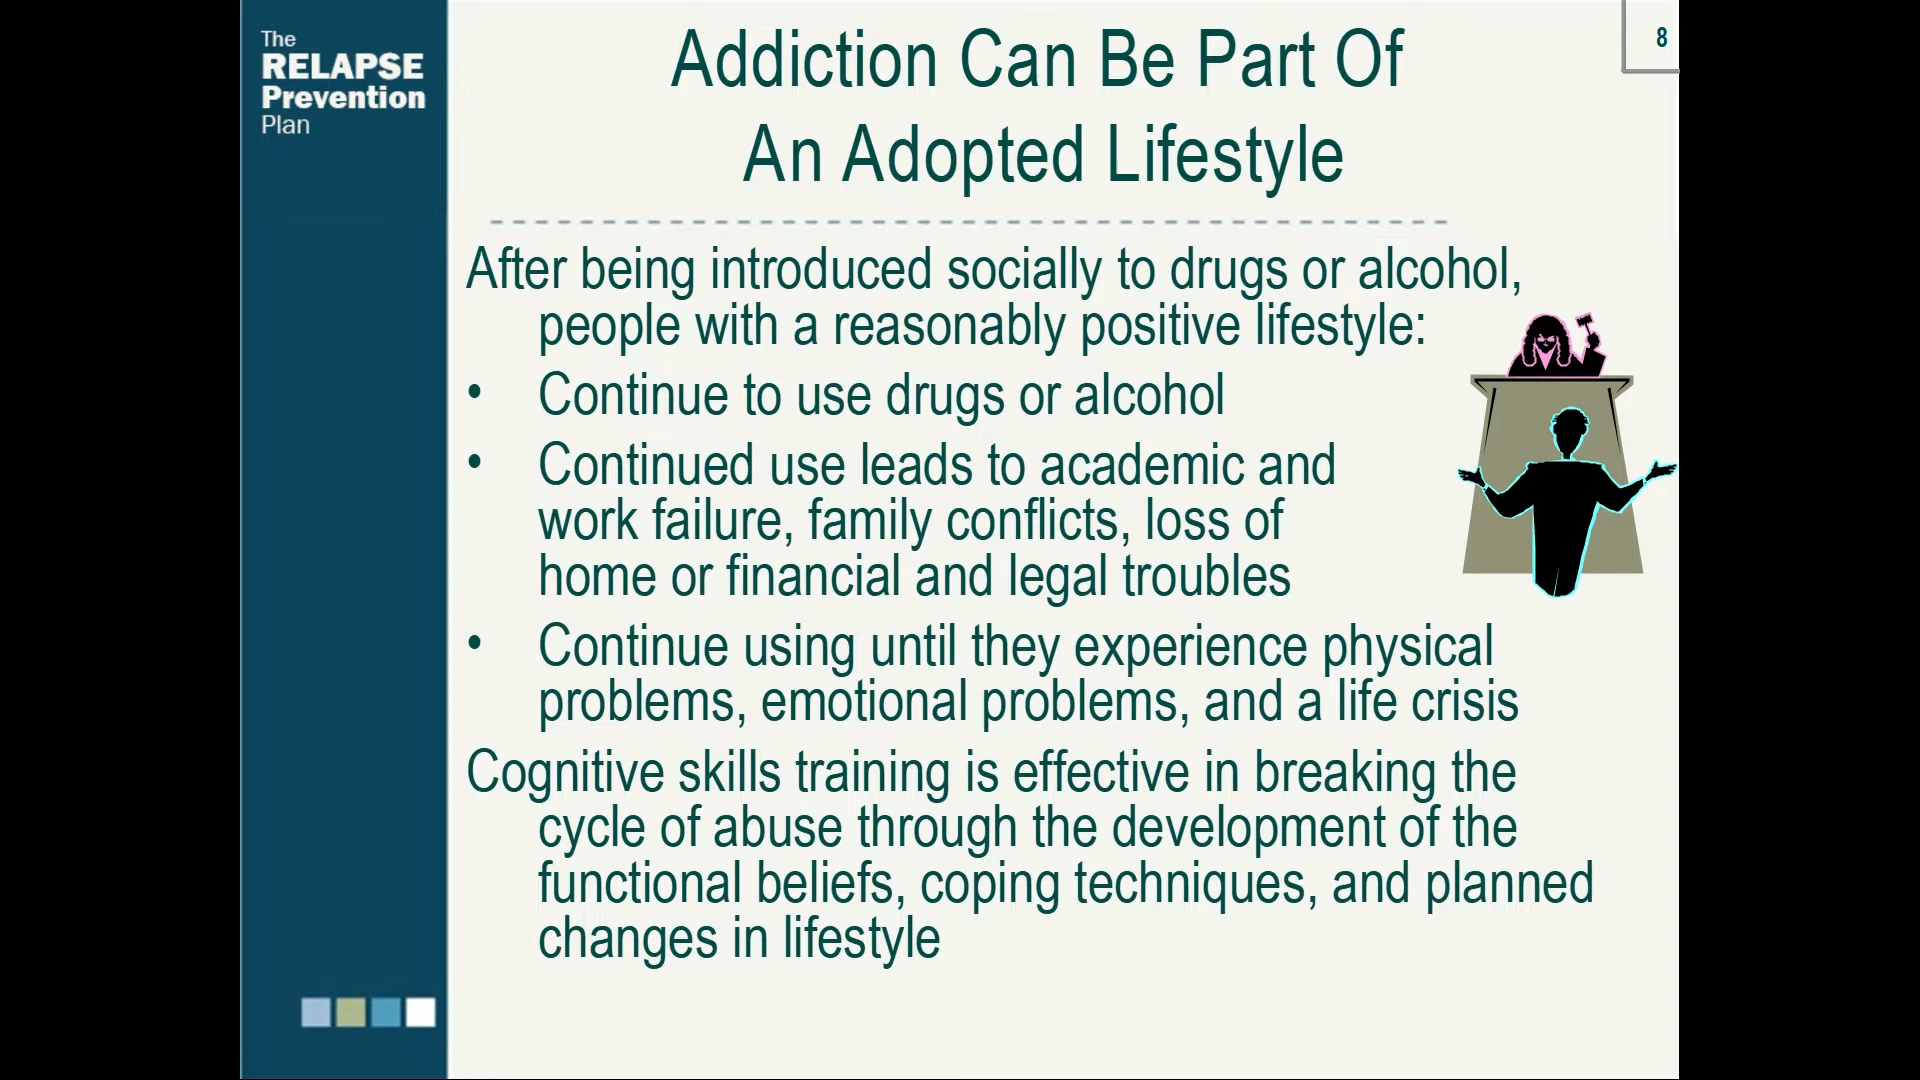 The
RELAPSE
Prevention
Plan
8
Addiction Can Be Part Of
An Adopted Lifestyle
After being introduced socially to drugs or alcohol,
people with a reasonably positive lifestyle:
• Continue to use drugs or alcohol
• Continued use leads to academic and
work failure, family conflicts, loss of
home or financial and legal troubles
• Continue using until they experience physical
problems, emotional problems, and a life crisis
Cognitive skills training is effective in breaking the
cycle of abuse through the development of the
functional beliefs, coping techniques, and planned
changes in lifestyle